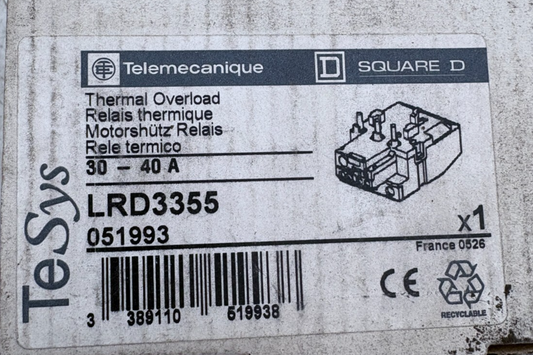 Telemecanique
D SQUARE D
Thermal Overload
Relais thermique
Motorshütz Relais
Rele termico
30 - 40 A
LRD3355
051993
x1
France 0526
3 389110 519938
CE
RECYCLABLE
TeSys